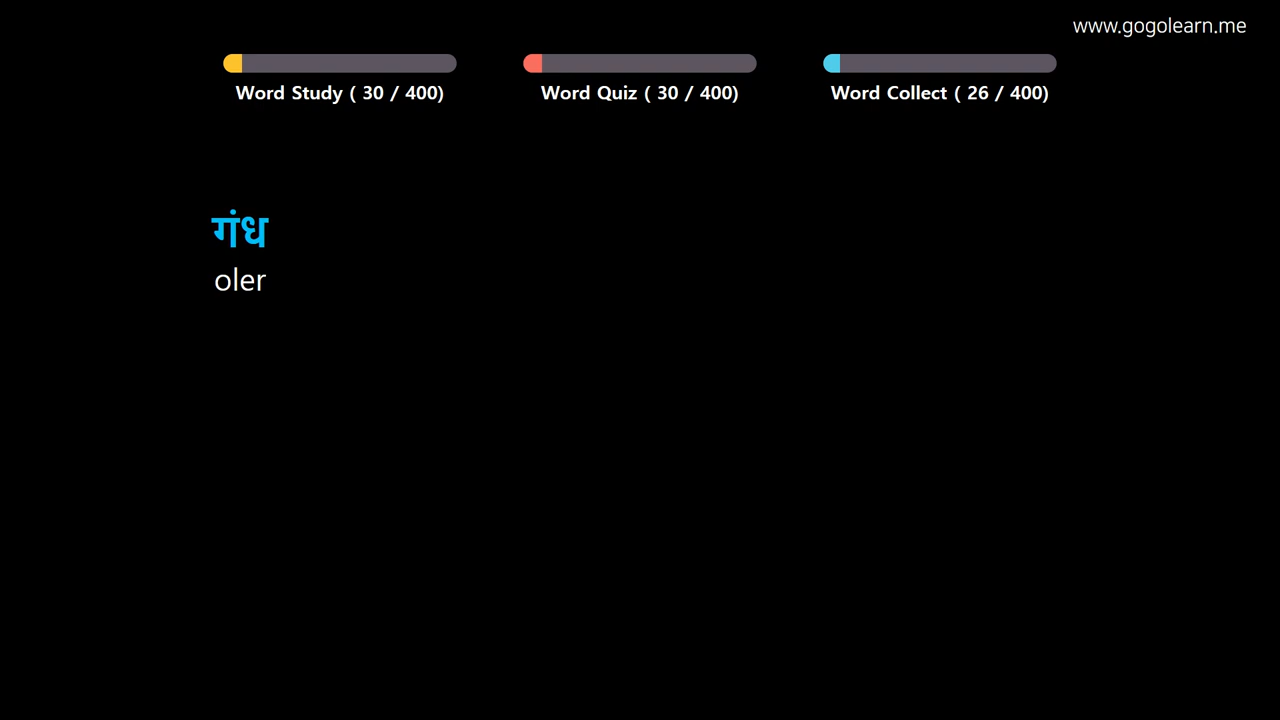 www.gogolearn.me
Word Study ( 30 / 400)
Word Quiz ( 30 / 400)
Word Collect ( 26 / 400)
गंध
oler